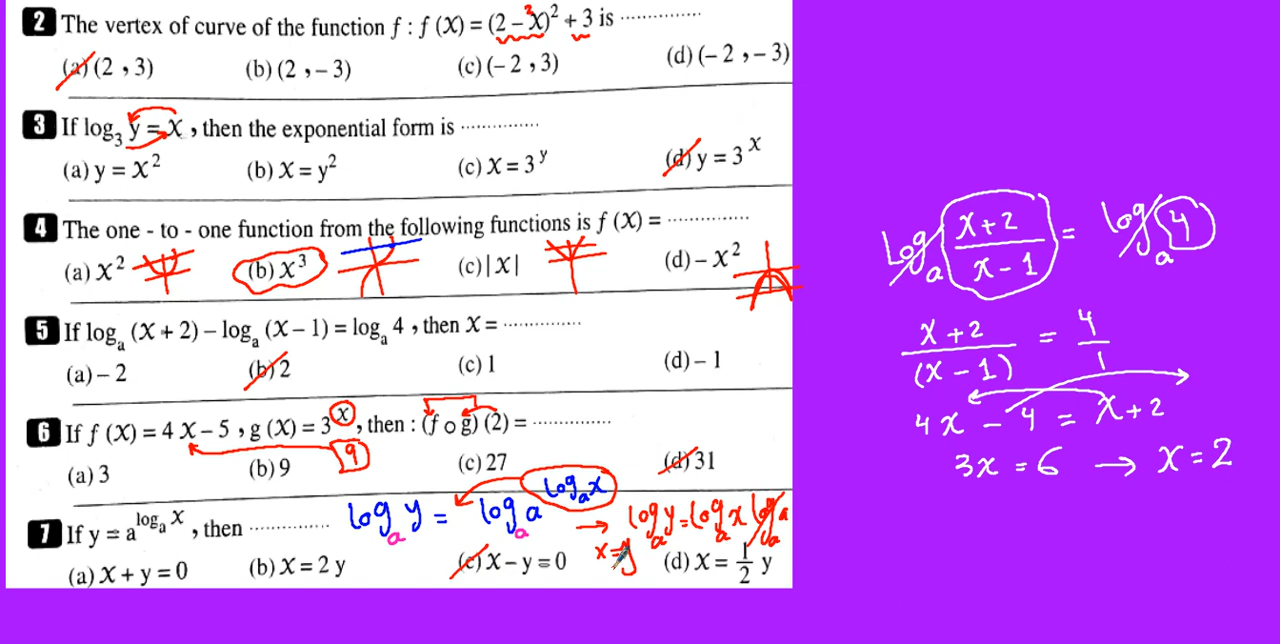 2 The vertex of curve of the function f : f (X) = (2 – X)² + 3 is ...............
(a) (2 , 3) (b) (2 , – 3) (c) (– 2 , 3) (d) (– 2 , – 3)
3 If log₃ y = X , then the exponential form is ...............
(a) y = X² (b) X = y² (c) X = 3ʸ (d) y = 3ˣ
4 The one - to - one function from the following functions is f (X) = ...............
(a) X² (b) X³ (c) | X | (d) – X²
5 If logₐ (X + 2) – logₐ (X – 1) = logₐ 4 , then X = ...............
(a) – 2 (b) 2 (c) 1 (d) – 1
6 If f (X) = 4 X – 5 , g (X) = 3ˣ , then : (f o g) (2) = ...............
9
(a) 3 (b) 9 (c) 27 (d) 31
7 If y = a^(logₐ X) , then ...............
logₐ y = logₐ a^(logₐ x) → logₐ y = logₐ x logₐ a
x = y
(a) X + y = 0 (b) X = 2 y (c) X – y = 0 (d) X = 1/2 y
logₐ (x+2)/(x-1) = logₐ 4
(x+2)/(x-1) = 4/1
4x - 4 = x+2
3x = 6 → x = 2